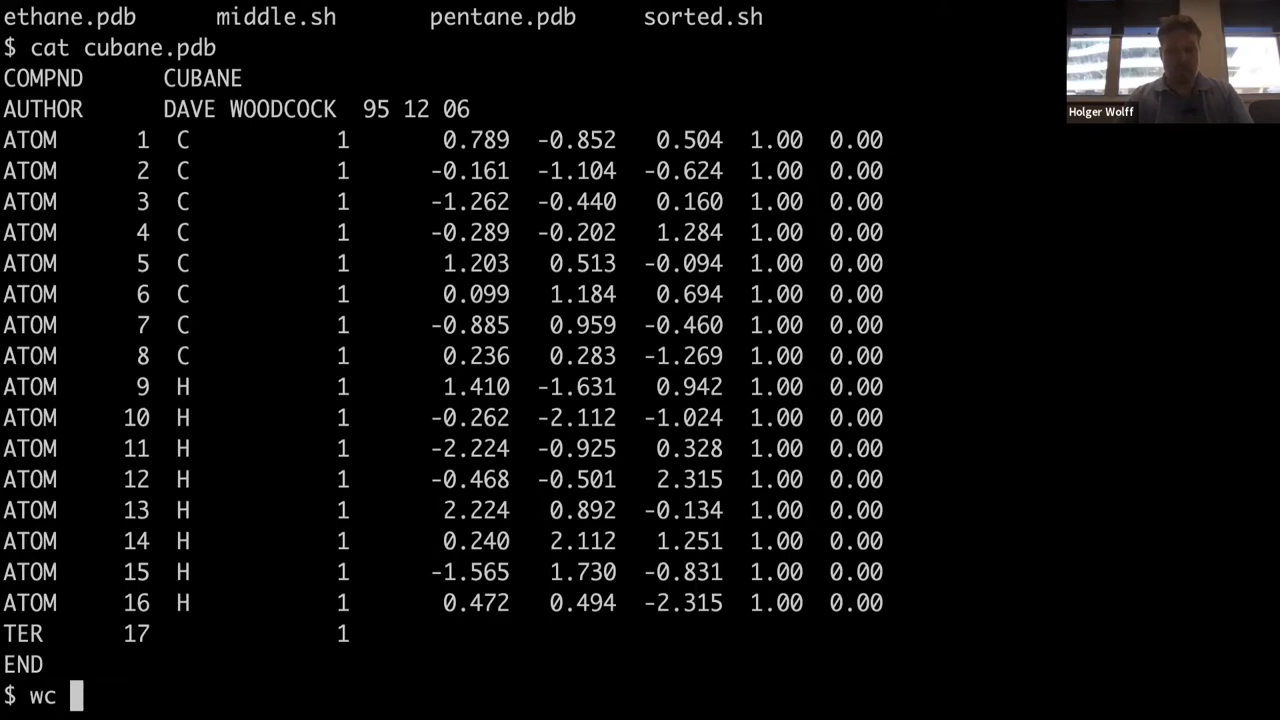 ethane.pdb middle.sh pentane.pdb sorted.sh
$ cat cubane.pdb
COMPND CUBANE
AUTHOR DAVE WOODCOCK 95 12 06
ATOM 1 C 1 0.789 -0.852 0.504 1.00 0.00
ATOM 2 C 1 -0.161 -1.104 -0.624 1.00 0.00
ATOM 3 C 1 -1.262 -0.440 0.160 1.00 0.00
ATOM 4 C 1 -0.289 -0.202 1.284 1.00 0.00
ATOM 5 C 1 1.203 0.513 -0.094 1.00 0.00
ATOM 6 C 1 0.099 1.184 0.694 1.00 0.00
ATOM 7 C 1 -0.885 0.959 -0.460 1.00 0.00
ATOM 8 C 1 0.236 0.283 -1.269 1.00 0.00
ATOM 9 H 1 1.410 -1.631 0.942 1.00 0.00
ATOM 10 H 1 -0.262 -2.112 -1.024 1.00 0.00
ATOM 11 H 1 -2.224 -0.925 0.328 1.00 0.00
ATOM 12 H 1 -0.468 -0.501 2.315 1.00 0.00
ATOM 13 H 1 2.224 0.892 -0.134 1.00 0.00
ATOM 14 H 1 0.240 2.112 1.251 1.00 0.00
ATOM 15 H 1 -1.565 1.730 -0.831 1.00 0.00
ATOM 16 H 1 0.472 0.494 -2.315 1.00 0.00
TER 17 1
END
$ wc
Holger Wolff